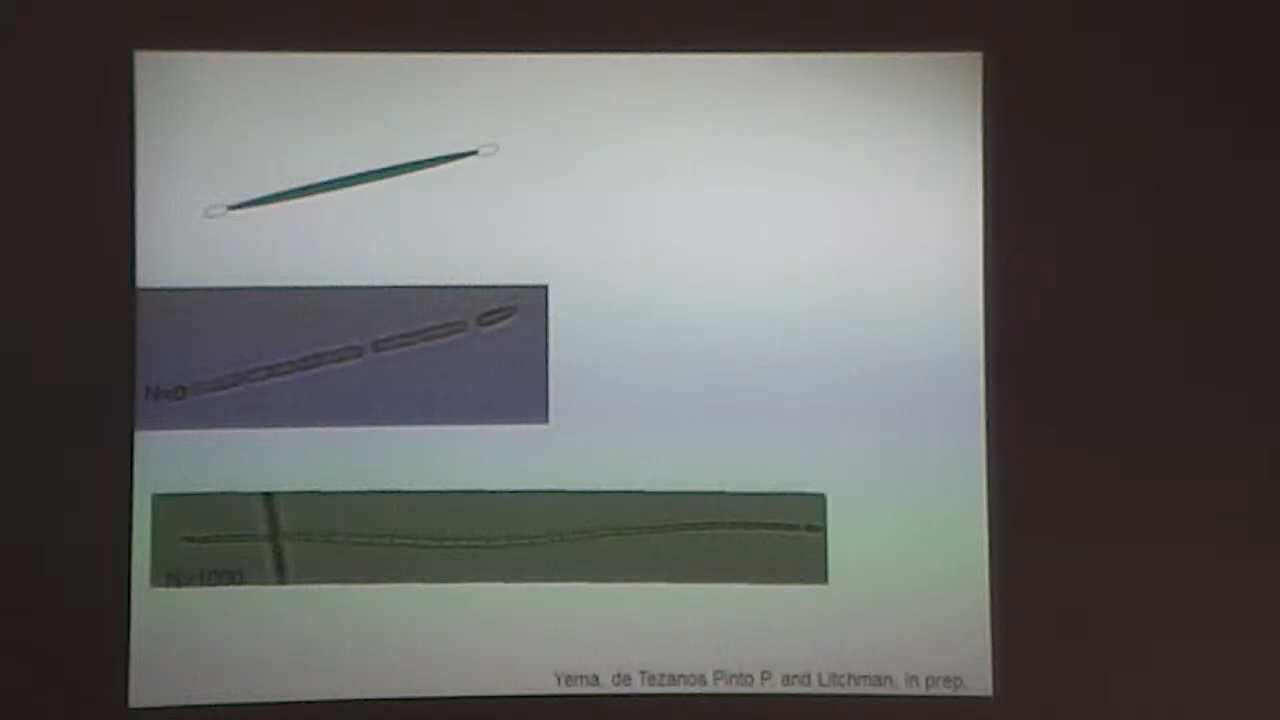 N=0
N=1000
Yema, de Tezanos Pinto P. and Litchman, in prep.